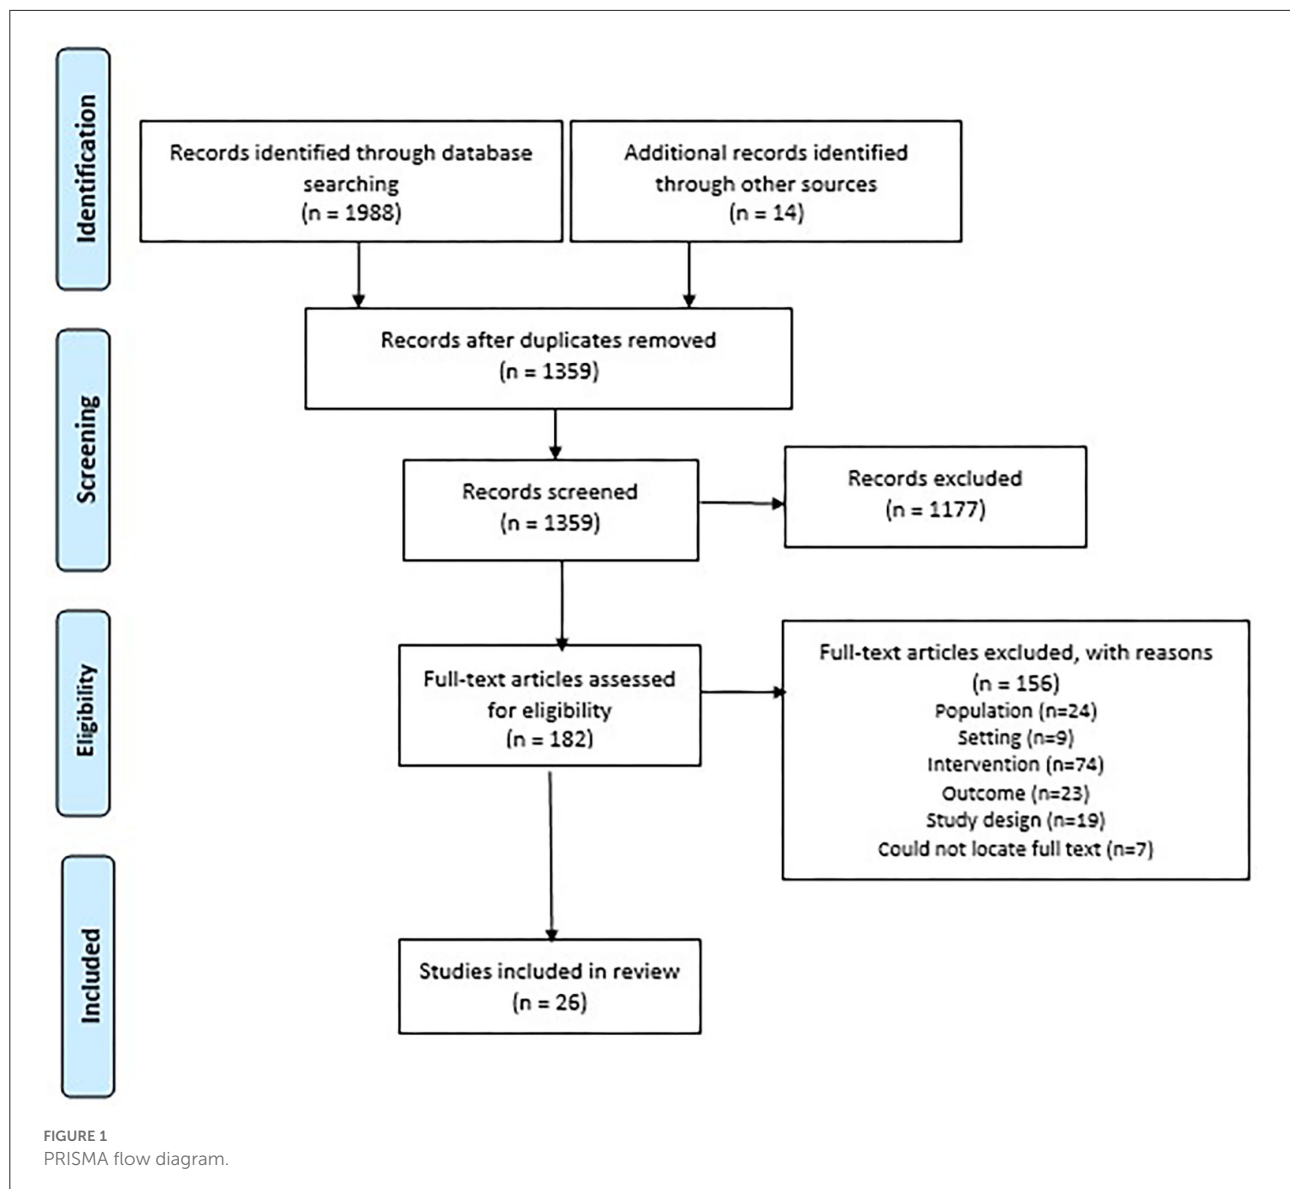 Identification
Records identified through database
searching
(n = 1988)
Additional records identified
through other sources
(n = 14)
Screening
Records after duplicates removed
(n = 1359)
Records screened
(n = 1359)
Records excluded
(n = 1177)
Eligibility
Full-text articles assessed
for eligibility
(n = 182)
Full-text articles excluded, with reasons
(n = 156)
Population (n=24)
Setting (n=9)
Intervention (n=74)
Outcome (n=23)
Study design (n=19)
Could not locate full text (n=7)
Included
Studies included in review
(n = 26)
FIGURE 1
PRISMA flow diagram.